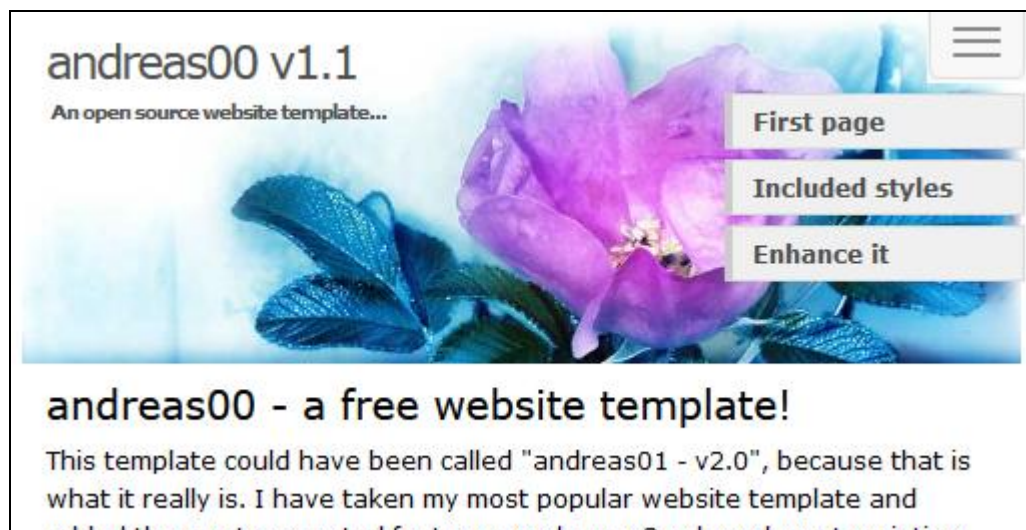 andreas00 v1.1
An open source website template...
First page
Included styles
Enhance it
andreas00 - a free website template!
This template could have been called "andreas01 - v2.0", because that is
what it really is. I have taken my most popular website template and